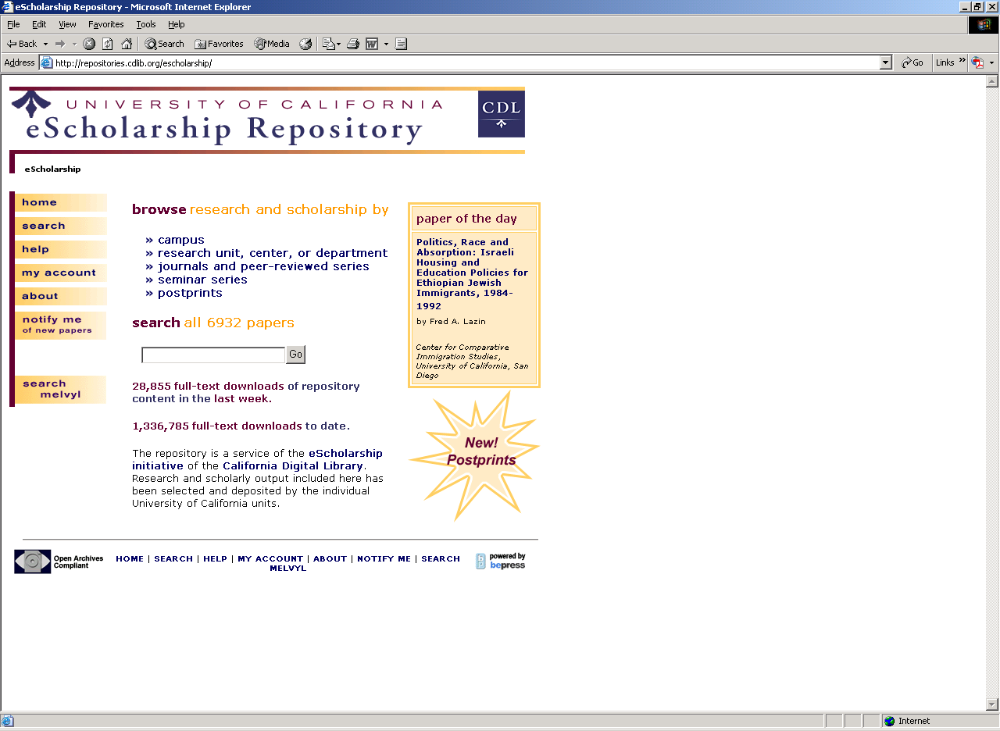 eScholarship Repository - Microsoft Internet Explorer
File Edit View Favorites Tools Help
Back Search Favorites Media
Address http://repositories.cdlib.org/escholarship/ Go Links »
UNIVERSITY OF CALIFORNIA
eScholarship Repository
CDL
eScholarship
home
search
help
my account
about
notify me
of new papers
search
melvyl
browse research and scholarship by
» campus
» research unit, center, or department
» journals and peer-reviewed series
» seminar series
» postprints
search all 6932 papers
Go
28,855 full-text downloads of repository
content in the last week.
1,336,785 full-text downloads to date.
The repository is a service of the eScholarship
initiative of the California Digital Library.
Research and scholarly output included here has
been selected and deposited by the individual
University of California units.
paper of the day
Politics, Race and
Absorption: Israeli
Housing and
Education Policies for
Ethiopian Jewish
Immigrants, 1984-
1992
by Fred A. Lazin
Center for Comparative
Immigration Studies,
University of California, San
Diego
New!
Postprints
Open Archives
Compliant
HOME | SEARCH | HELP | MY ACCOUNT | ABOUT | NOTIFY ME | SEARCH
MELVYL
powered by
bepress
Internet